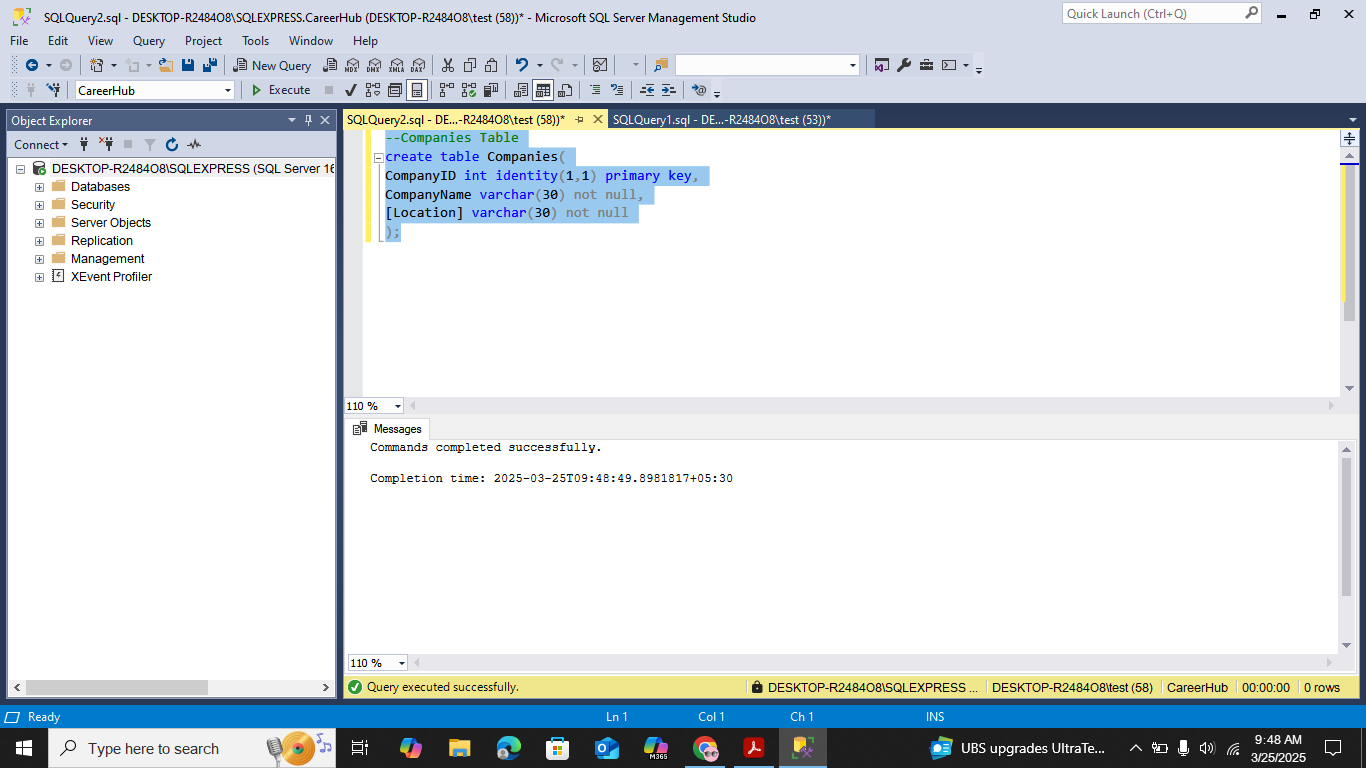 SQLQuery2.sql - DESKTOP-R2484O8\SQLEXPRESS.CareerHub (DESKTOP-R2484O8\test (58))* - Microsoft SQL Server Management Studio
Quick Launch (Ctrl+Q)
File Edit View Query Project Tools Window Help
New Query
MDX DMX XMLA DAX
CareerHub
Execute
Object Explorer
Connect
DESKTOP-R2484O8\SQLEXPRESS (SQL Server 16
Databases
Security
Server Objects
Replication
Management
XEvent Profiler
SQLQuery2.sql - DE...-R2484O8\test (58))*
SQLQuery1.sql - DE...-R2484O8\test (53))*
--Companies Table
create table Companies(
CompanyID int identity(1,1) primary key,
CompanyName varchar(30) not null,
[Location] varchar(30) not null
);
110 %
Messages
Commands completed successfully.
Completion time: 2025-03-25T09:48:49.8981817+05:30
110 %
Query executed successfully.
DESKTOP-R2484O8\SQLEXPRESS ...
DESKTOP-R2484O8\test (58)
CareerHub
00:00:00
0 rows
Ready
Ln 1
Col 1
Ch 1
INS
Type here to search
M365
UBS upgrades UltraTe...
9:48 AM
3/25/2025